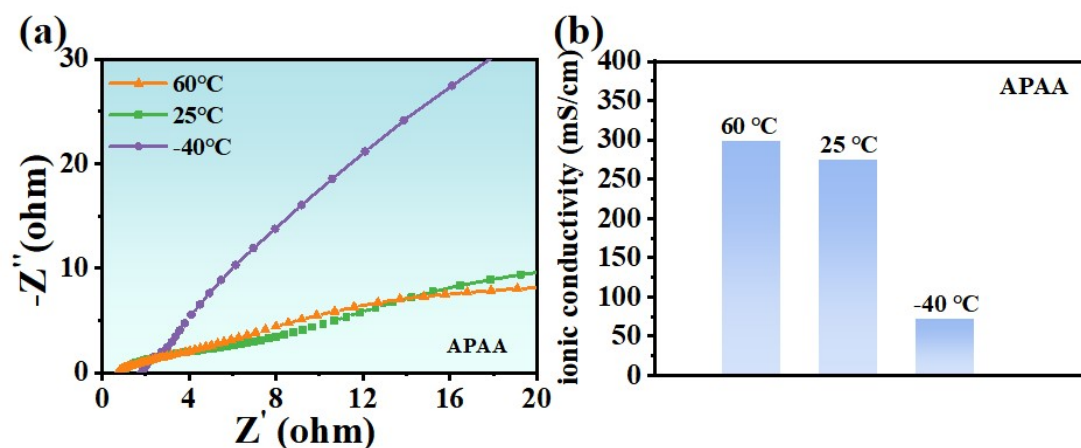 (a)
30
20
10
0
-Z''(ohm)
60°C
25°C
-40°C
APAA
0 4 8 12 16 20
Z' (ohm)
(b)
ionic conductivity (mS/cm)
400
350
300
250
200
150
100
50
0
APAA
60 °C
25 °C
-40 °C